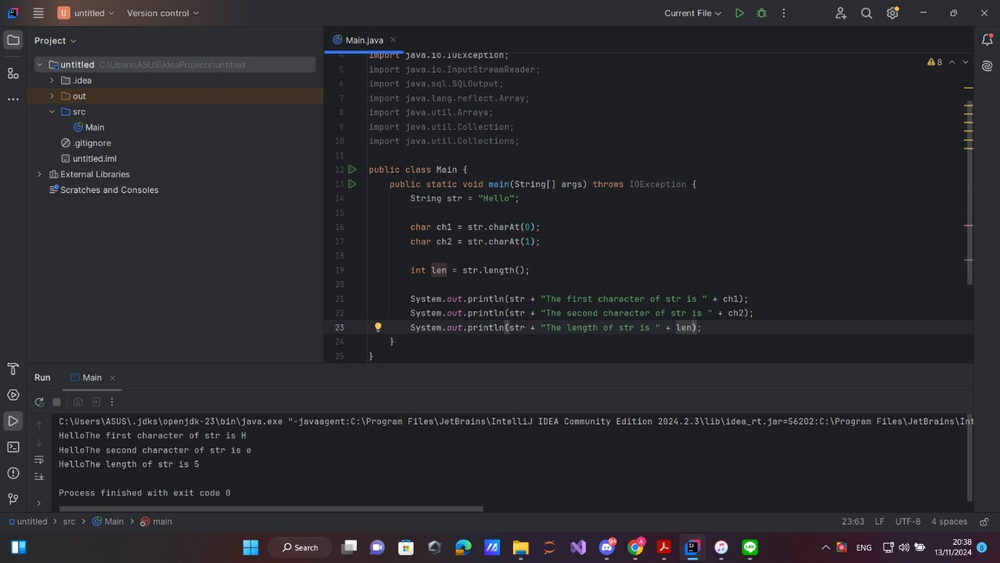 U untitled Version control Current File
Project
Main.java
untitled C:\Users\ASUS\IdeaProjects\untitled
.idea
out
src
Main
.gitignore
untitled.iml
External Libraries
Scratches and Consoles
8
4 import java.io.IOException;
5 import java.io.InputStreamReader;
6 import java.sql.SQLOutput;
7 import java.lang.reflect.Array;
8 import java.util.Arrays;
9 import java.util.Collection;
10 import java.util.Collections;
11
12 public class Main {
13 public static void main(String[] args) throws IOException {
14 String str = "Hello";
15
16 char ch1 = str.charAt(0);
17 char ch2 = str.charAt(1);
18
19 int len = str.length();
20
21 System.out.println(str + "The first character of str is " + ch1);
22 System.out.println(str + "The second character of str is " + ch2);
23 System.out.println(str + "The length of str is " + len);
24 }
25 }
Run Main
C:\Users\ASUS\.jdks\openjdk-23\bin\java.exe "-javaagent:C:\Program Files\JetBrains\IntelliJ IDEA Community Edition 2024.2.3\lib\idea_rt.jar=56202:C:\Program Files\JetBrains\Int
HelloThe first character of str is H
HelloThe second character of str is e
HelloThe length of str is 5
Process finished with exit code 0
untitled > src > Main > main 23:63 LF UTF-8 4 spaces
Search
ENG
20:38
13/11/2024
8